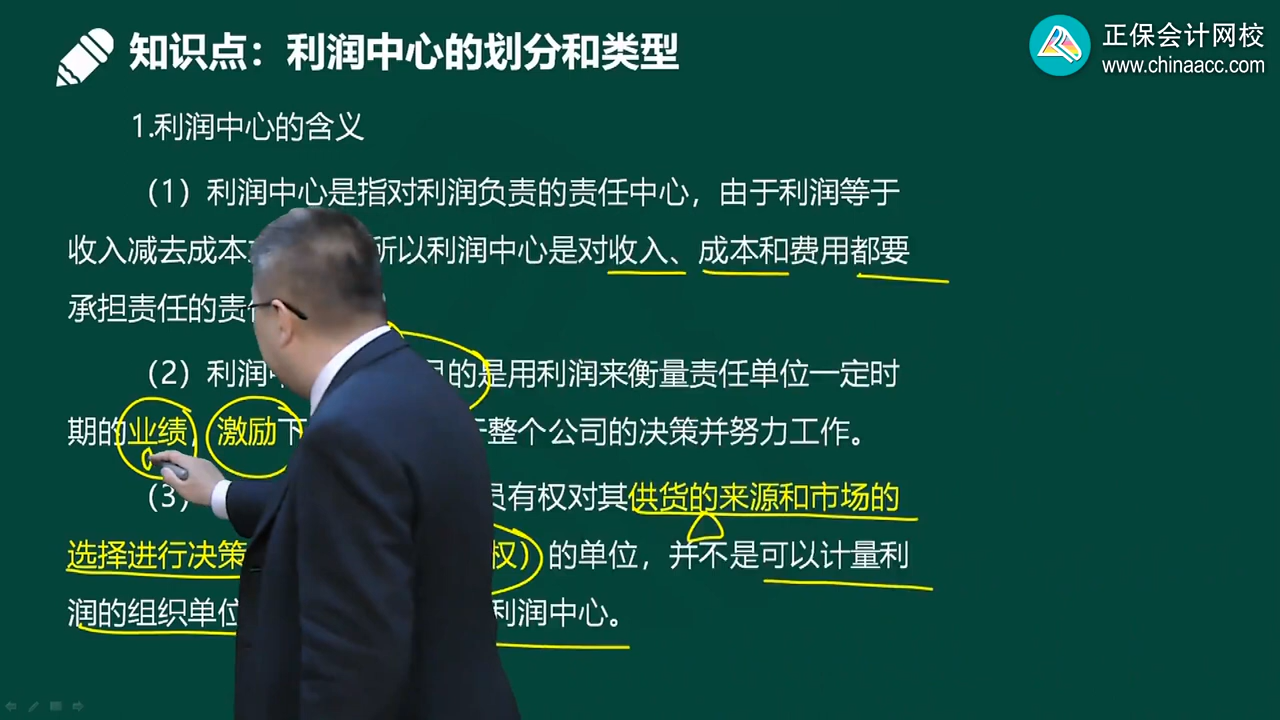 知识点：利润中心的划分和类型
正保会计网校
www.chinaacc.com
1.利润中心的含义
（1）利润中心是指对利润负责的责任中心，由于利润等于
收入减去成本 所以利润中心是对收入、成本和费用都要
承担责任的责
（2）利润 目的是用利润来衡量责任单位一定时
期的业绩，激励下 整个公司的决策并努力工作。
（3） 员有权对其供货的来源和市场的
选择进行决策 权）的单位，并不是可以计量利
润的组织单位 利润中心。